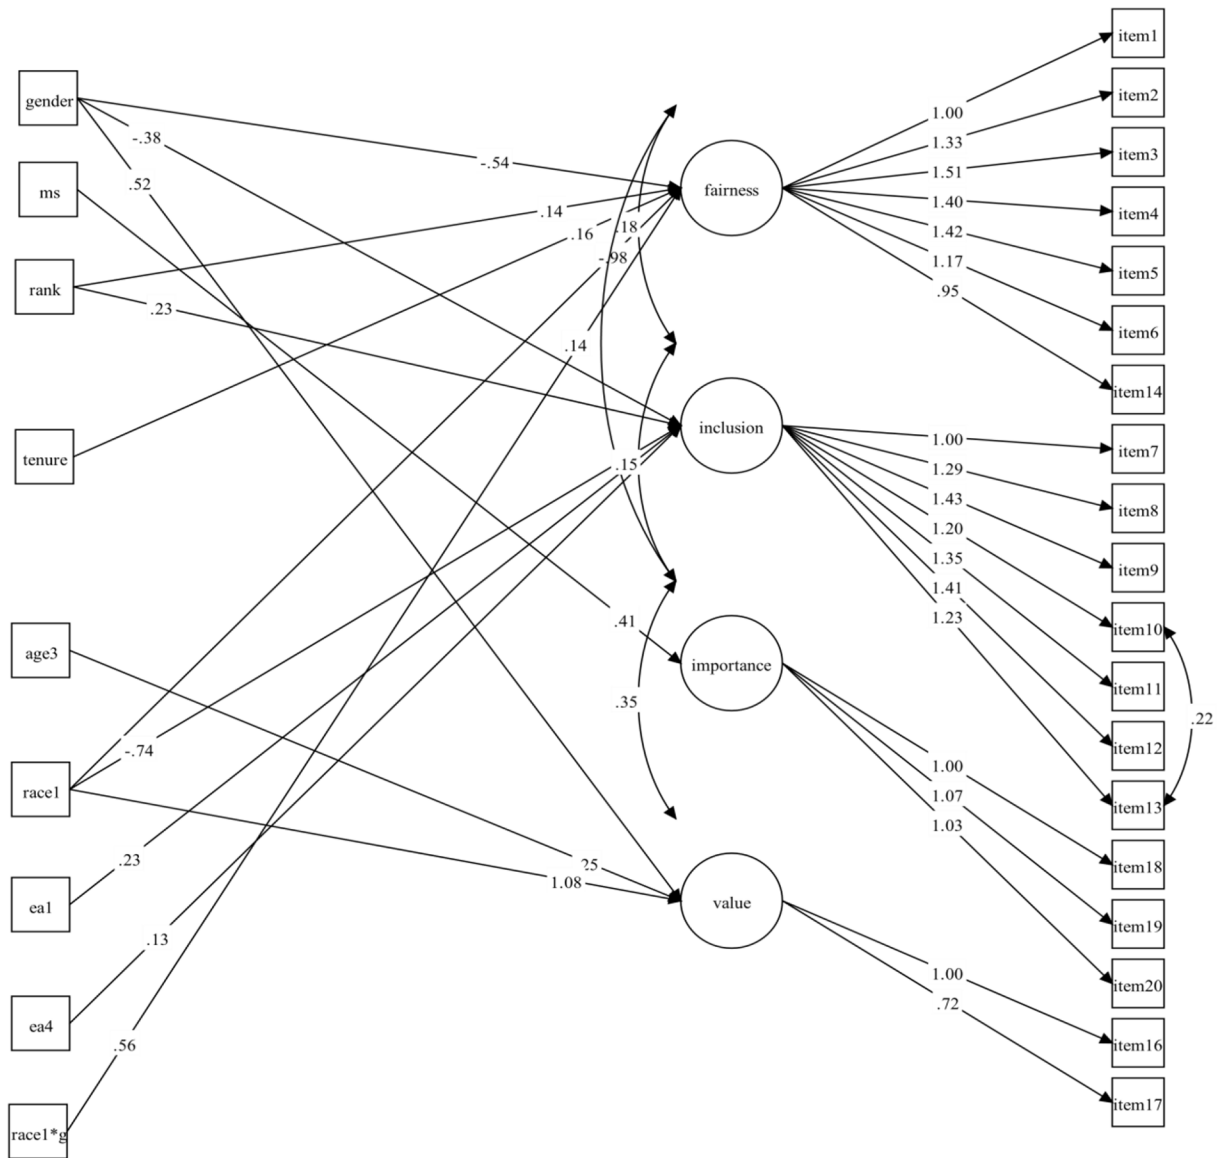 item1
gender
item2
1.00
-.38
1.33
item3
-.54
1.51
.52
ms
fairness
1.40
item4
.14
.18
1.42
.16
-.98
1.17
item5
rank
.95
.23
item6
.14
item14
inclusion
1.00
item7
tenure
.15
1.29
1.43
item8
1.20
1.35
item9
1.41
.41
1.23
item10
age3
importance
item11
.35
.22
-.74
item12
1.00
race1
1.07
item13
1.03
.23
.25
item18
1.08
ea1
value
item19
.13
1.00
item20
.72
ea4
.56
item16
item17
race1*g